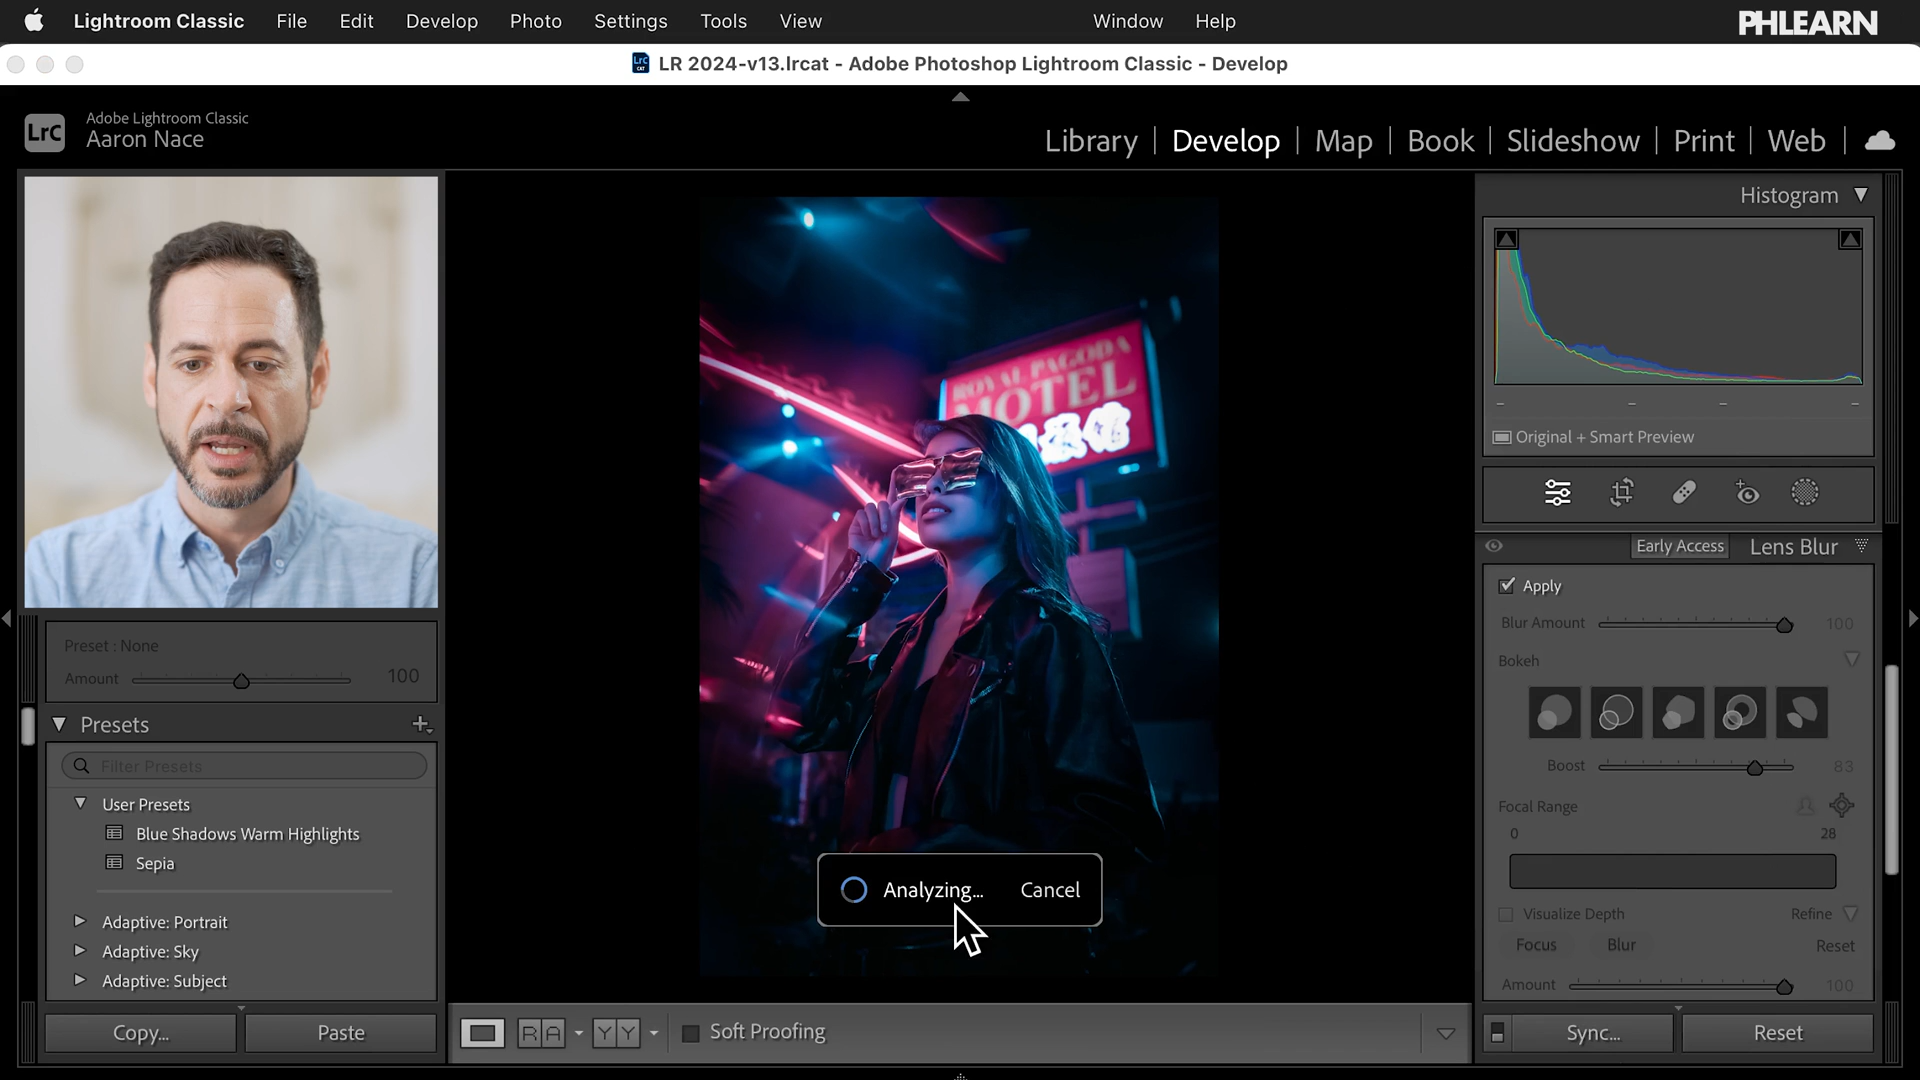 Lightroom Classic File Edit Develop Photo Settings Tools View Window Help
PHLEARN
LR 2024-v13.lrcat - Adobe Photoshop Lightroom Classic - Develop
LrC
Adobe Lightroom Classic
Aaron Nace
Library | Develop | Map | Book | Slideshow | Print | Web
Histogram
Original + Smart Preview
ROYAL PAGODA
MOTEL
Early Access Lens Blur
Apply
Blur Amount 100
Bokeh
Boost 83
Focal Range
0 28
Visualize Depth Refine
Focus Blur Reset
Amount 100
Sync... Reset
Preset : None
Amount 100
Presets
Filter Presets
User Presets
Blue Shadows Warm Highlights
Sepia
Adaptive: Portrait
Adaptive: Sky
Adaptive: Subject
Copy... Paste
Analyzing... Cancel
R A Y Y Soft Proofing